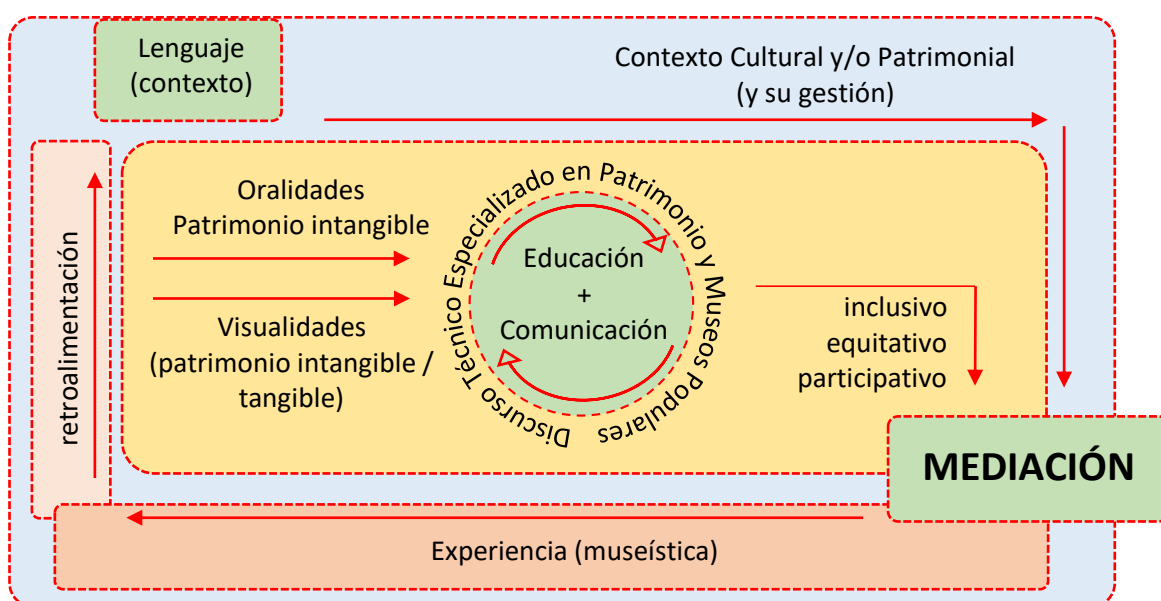 Lenguaje
(contexto)
Contexto Cultural y/o Patrimonial
(y su gestión)
retroalimentación
Oralidades
Patrimonio intangible
Visualidades
(patrimonio intangible /
tangible)
Discurso Técnico Especializado en Patrimonio y Museos Populares
Educación
+
Comunicación
inclusivo
equitativo
participativo
MEDIACIÓN
Experiencia (museística)